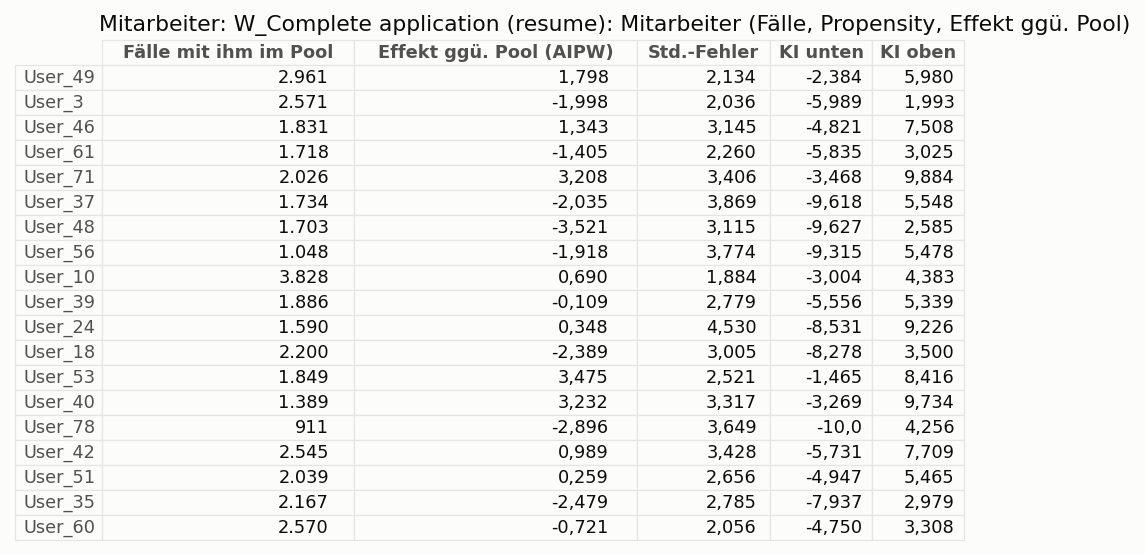 Mitarbeiter: W_Complete application (resume): Mitarbeiter (Fälle, Propensity, Effekt ggü. Pool)
Fälle mit ihm im Pool Effekt ggü. Pool (AIPW) Std.-Fehler KI unten KI oben
User_49 2.961 1,798 2,134 -2,384 5,980
User_3 2.571 -1,998 2,036 -5,989 1,993
User_46 1.831 1,343 3,145 -4,821 7,508
User_61 1.718 -1,405 2,260 -5,835 3,025
User_71 2.026 3,208 3,406 -3,468 9,884
User_37 1.734 -2,035 3,869 -9,618 5,548
User_48 1.703 -3,521 3,115 -9,627 2,585
User_56 1.048 -1,918 3,774 -9,315 5,478
User_10 3.828 0,690 1,884 -3,004 4,383
User_39 1.886 -0,109 2,779 -5,556 5,339
User_24 1.590 0,348 4,530 -8,531 9,226
User_18 2.200 -2,389 3,005 -8,278 3,500
User_53 1.849 3,475 2,521 -1,465 8,416
User_40 1.389 3,232 3,317 -3,269 9,734
User_78 911 -2,896 3,649 -10,0 4,256
User_42 2.545 0,989 3,428 -5,731 7,709
User_51 2.039 0,259 2,656 -4,947 5,465
User_35 2.167 -2,479 2,785 -7,937 2,979
User_60 2.570 -0,721 2,056 -4,750 3,308